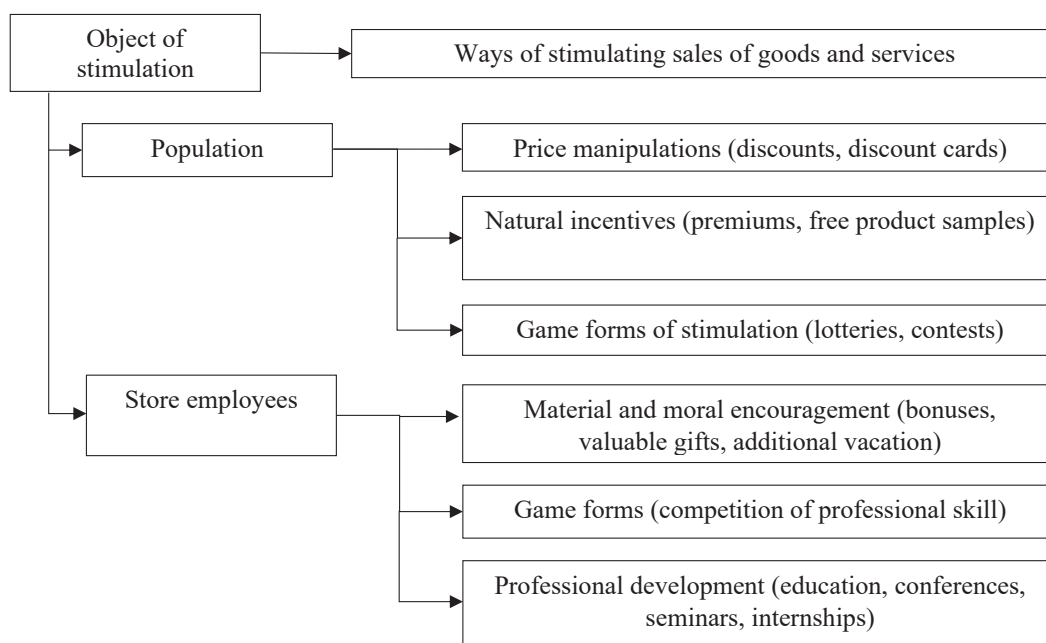 Object of
stimulation
Ways of stimulating sales of goods and services
Population
Price manipulations (discounts, discount cards)
Natural incentives (premiums, free product samples)
Game forms of stimulation (lotteries, contests)
Store employees
Material and moral encouragement (bonuses,
valuable gifts, additional vacation)
Game forms (competition of professional skill)
Professional development (education, conferences,
seminars, internships)